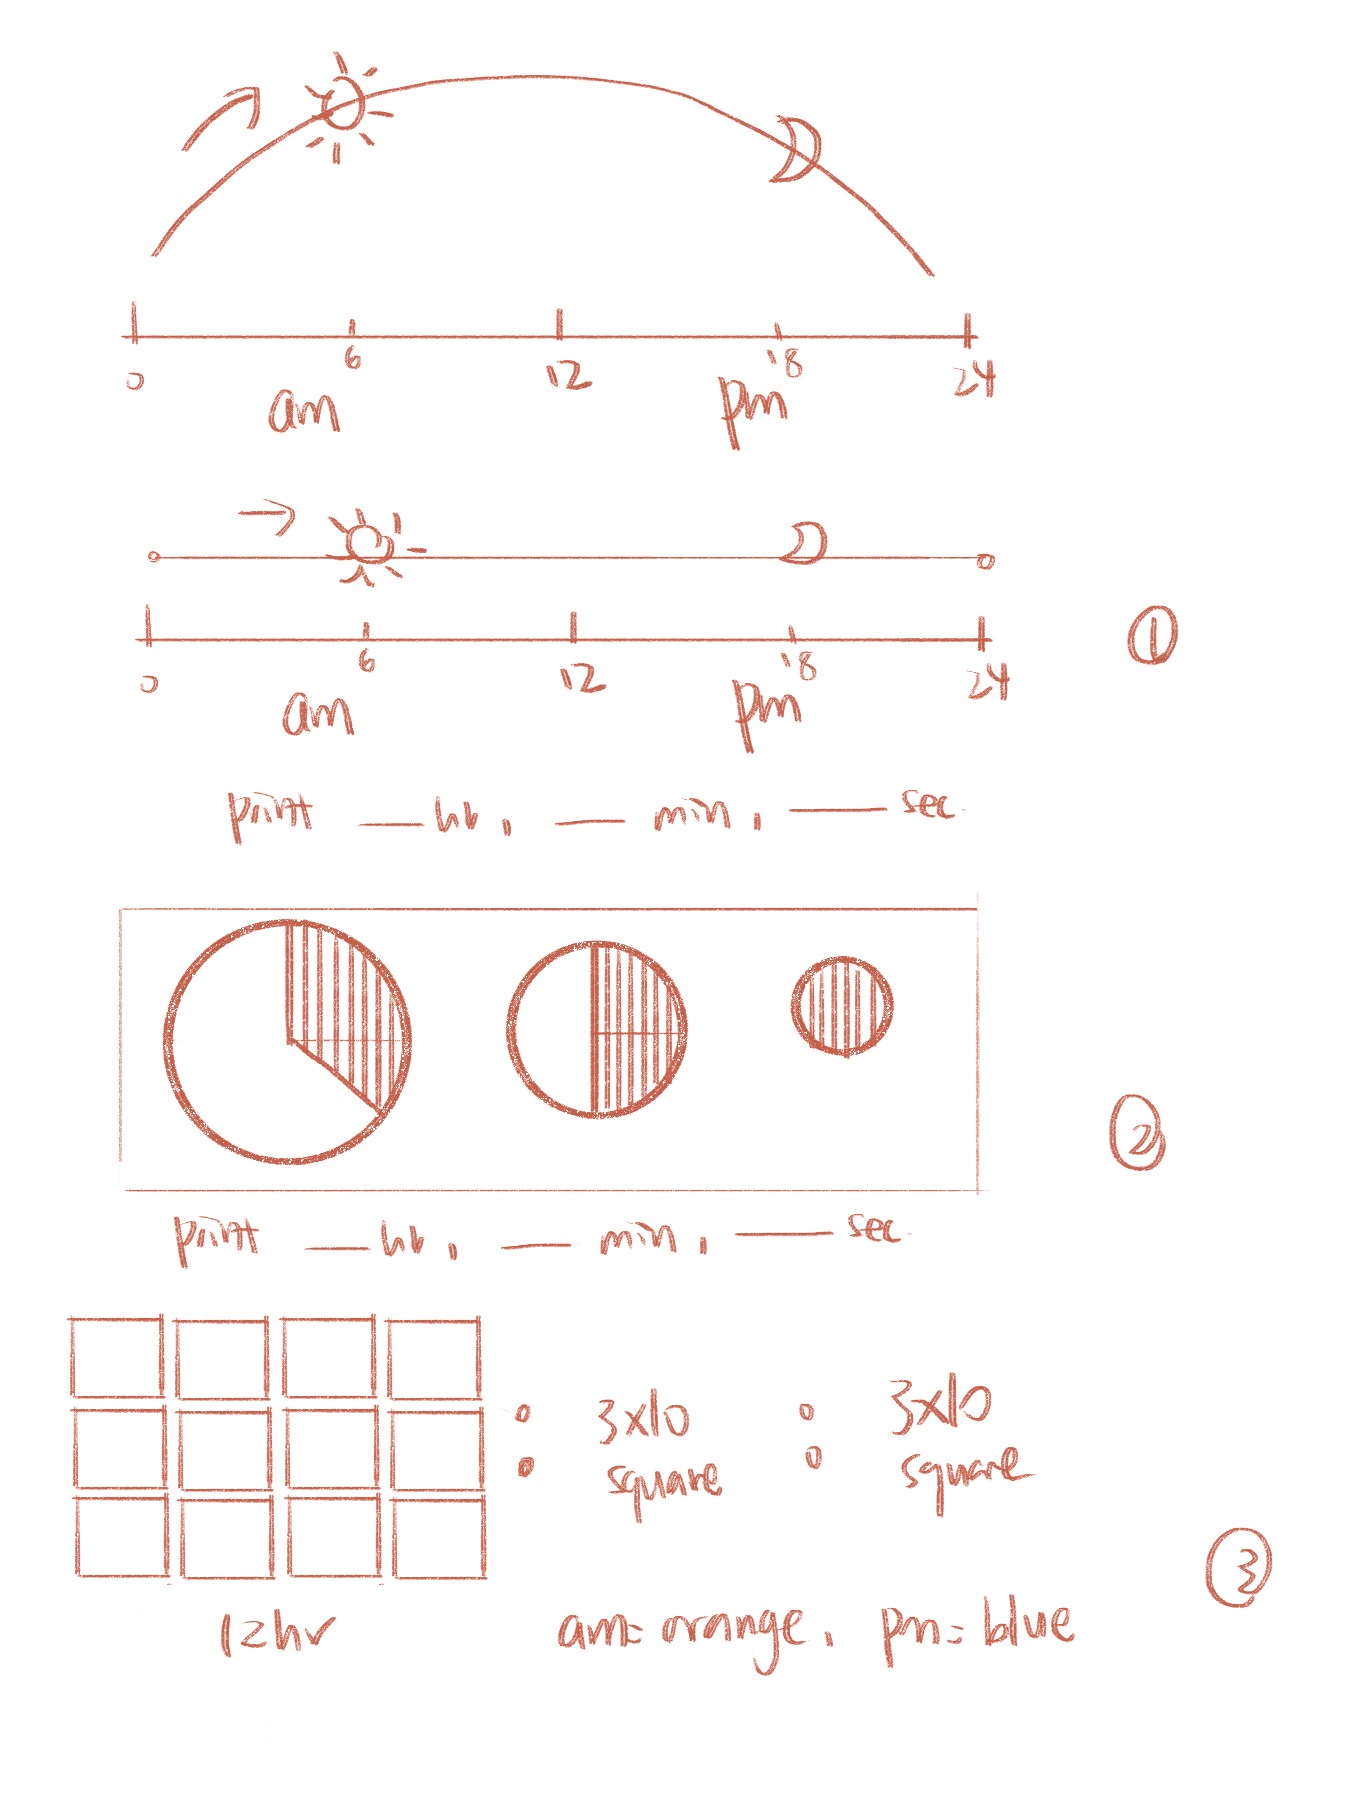 0 6 12 18 24
am pm
0 6 12 18 24
am pm
①
print __ hr, __ min, __ sec.
②
print __ hr, __ min, __ sec.
3x10 3x10
square square
③
12hr am=orange, pm=blue